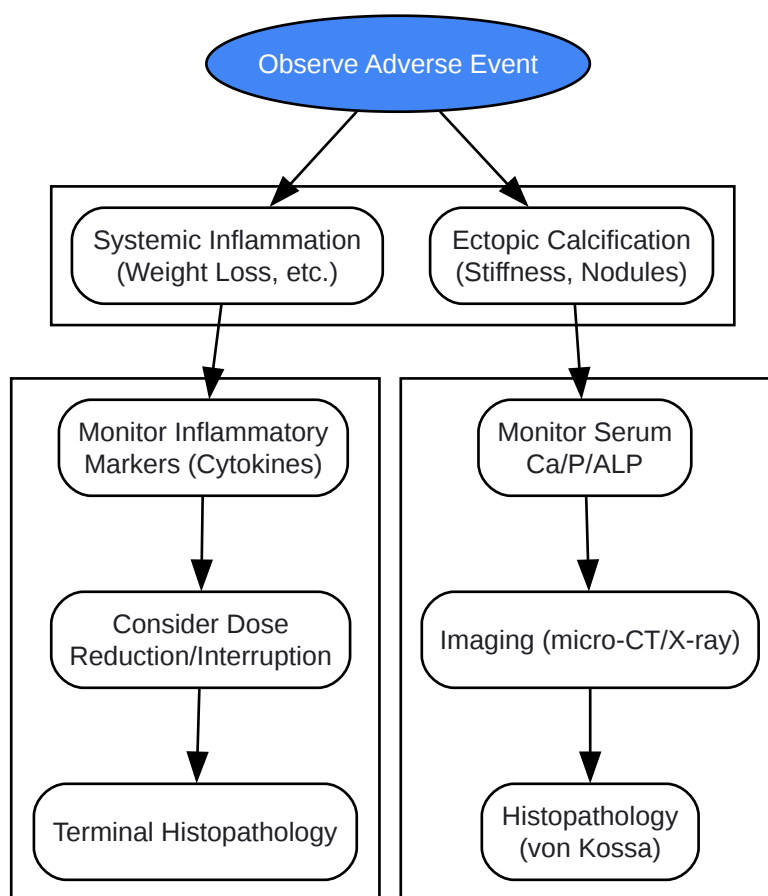 Observe Adverse Event
Systemic Inflammation
(Weight Loss, etc.)
Ectopic Calcification
(Stiffness, Nodules)
Monitor Inflammatory
Markers (Cytokines)
Consider Dose
Reduction/Interruption
Terminal Histopathology
Monitor Serum
Ca/P/ALP
Imaging (micro-CT/X-ray)
Histopathology
(von Kossa)